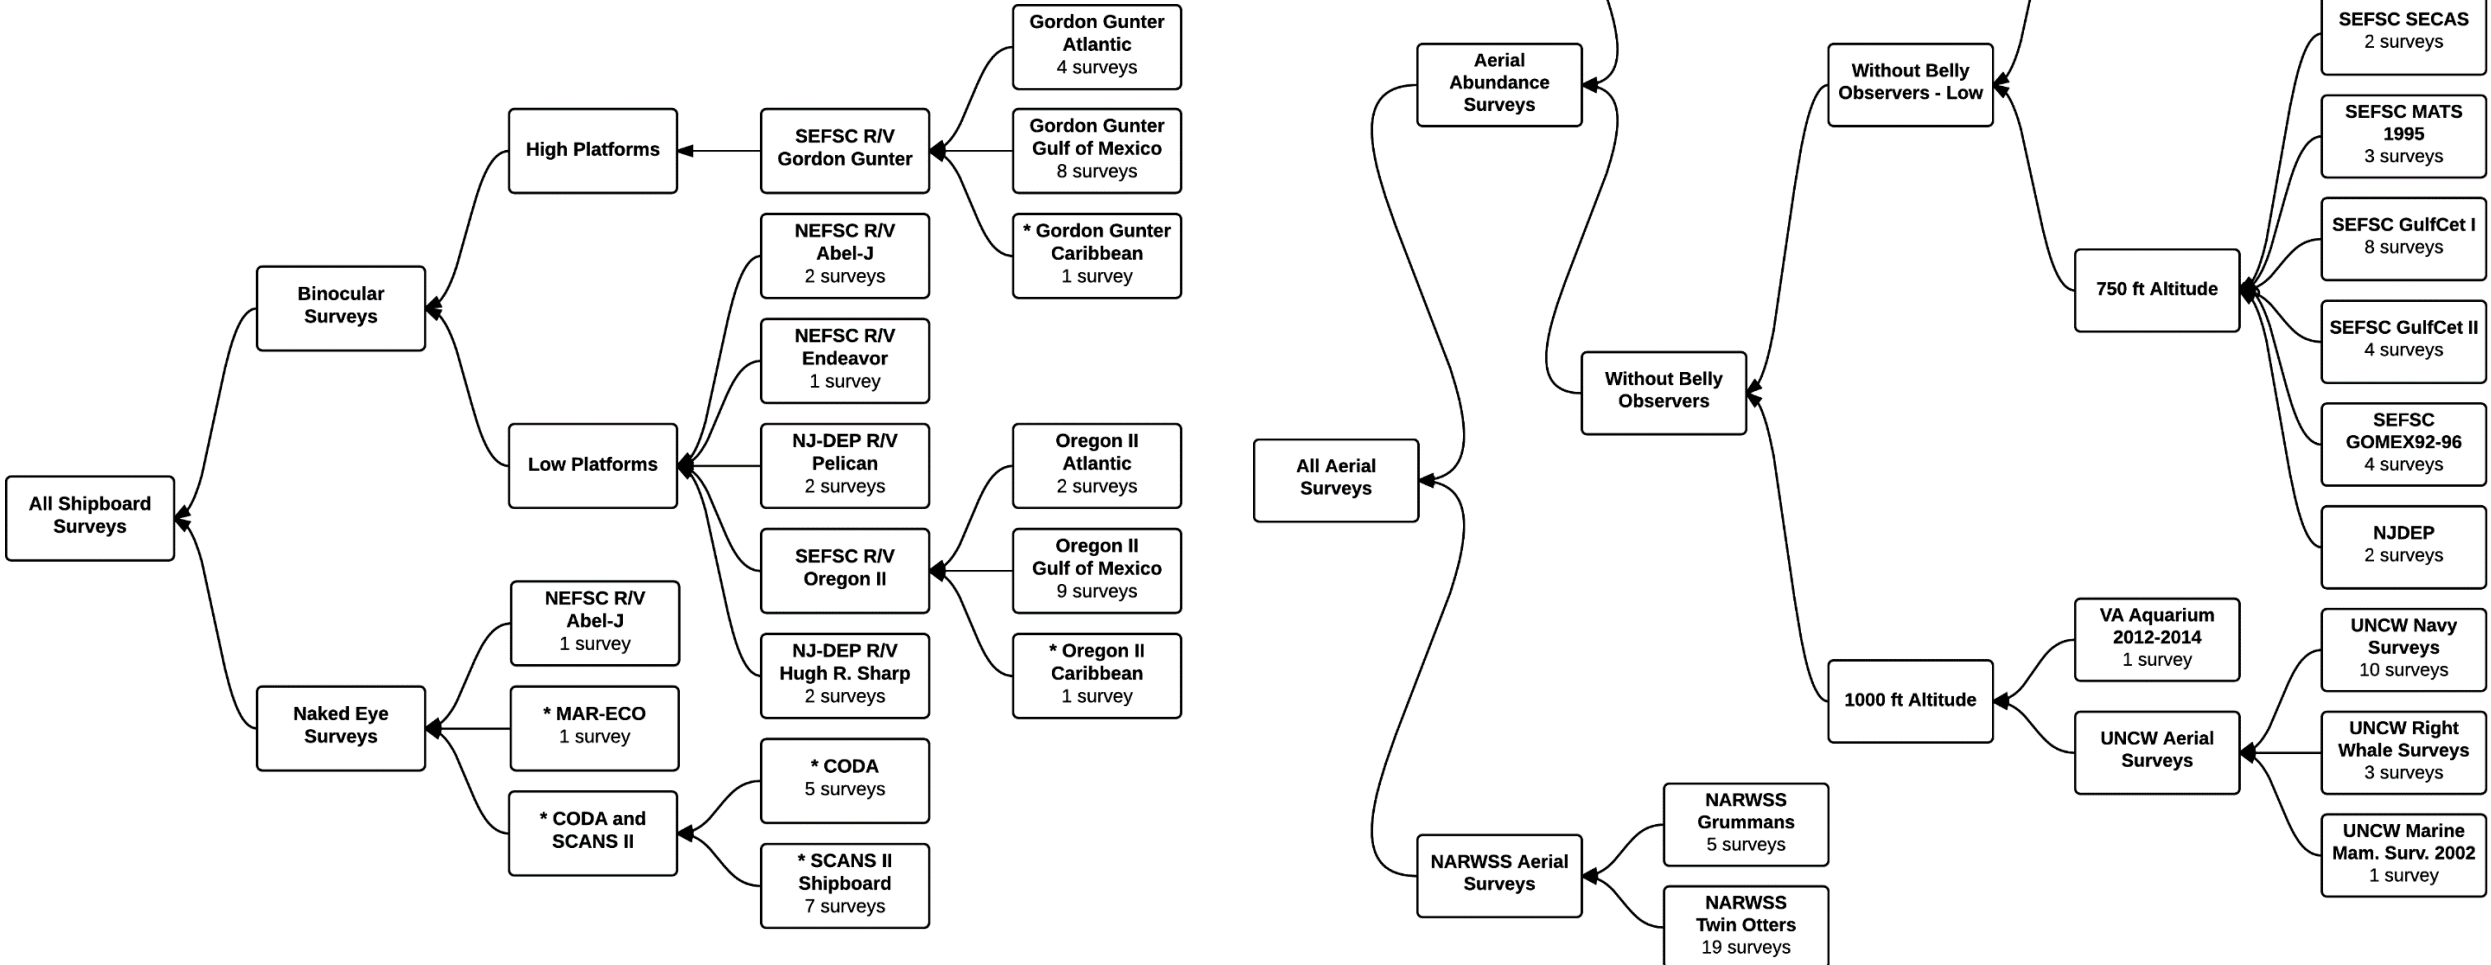 All Shipboard
Surveys
Binocular
Surveys
Naked Eye
Surveys
High Platforms
Low Platforms
NEFSC R/V
Abel-J
1 survey
* MAR-ECO
1 survey
* CODA and
SCANS II
SEFSC R/V
Gordon Gunter
NEFSC R/V
Abel-J
2 surveys
NEFSC R/V
Endeavor
1 survey
NJ-DEP R/V
Pelican
2 surveys
SEFSC R/V
Oregon II
NJ-DEP R/V
Hugh R. Sharp
2 surveys
* CODA
5 surveys
* SCANS II
Shipboard
7 surveys
Gordon Gunter
Atlantic
4 surveys
Gordon Gunter
Gulf of Mexico
8 surveys
* Gordon Gunter
Caribbean
1 survey
Oregon II
Atlantic
2 surveys
Oregon II
Gulf of Mexico
9 surveys
* Oregon II
Caribbean
1 survey
All Aerial
Surveys
Aerial
Abundance
Surveys
NARWSS Aerial
Surveys
Without Belly
Observers
NARWSS
Grummans
5 surveys
NARWSS
Twin Otters
19 surveys
Without Belly
Observers - Low
1000 ft Altitude
750 ft Altitude
VA Aquarium
2012-2014
1 survey
UNCW Aerial
Surveys
SEFSC SECAS
2 surveys
SEFSC MATS
1995
3 surveys
SEFSC GulfCet I
8 surveys
SEFSC GulfCet II
4 surveys
SEFSC
GOMEX92-96
4 surveys
NJDEP
2 surveys
UNCW Navy
Surveys
10 surveys
UNCW Right
Whale Surveys
3 surveys
UNCW Marine
Mam. Surv. 2002
1 survey